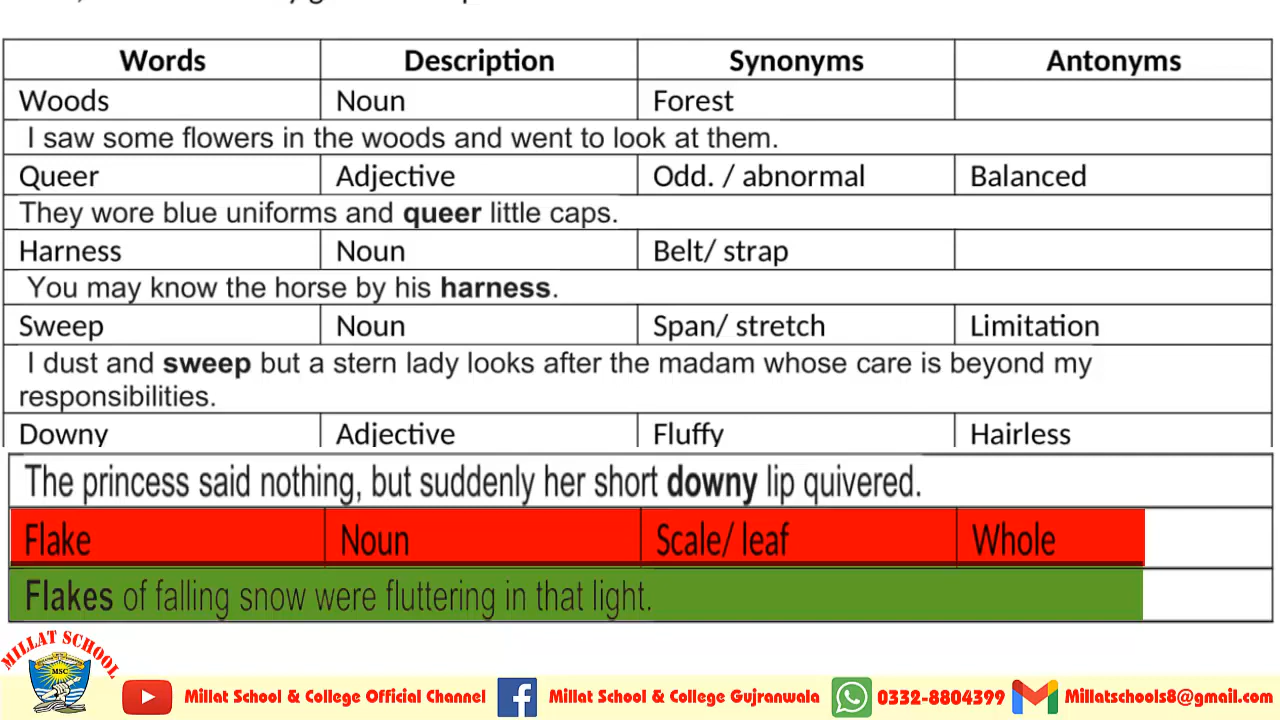 Words Description Synonyms Antonyms
Woods Noun Forest
I saw some flowers in the woods and went to look at them.
Queer Adjective Odd. / abnormal Balanced
They wore blue uniforms and queer little caps.
Harness Noun Belt/ strap
You may know the horse by his harness.
Sweep Noun Span/ stretch Limitation
I dust and sweep but a stern lady looks after the madam whose care is beyond my
responsibilities.
Downy Adjective Fluffy Hairless
The princess said nothing, but suddenly her short downy lip quivered.
Flake Noun Scale/ leaf Whole
Flakes of falling snow were fluttering in that light.
MILLAT SCHOOL
MSC
Millat School & College Official Channel
Millat School & College Gujranwala
0332-8804399
Millatschools8@gmail.com